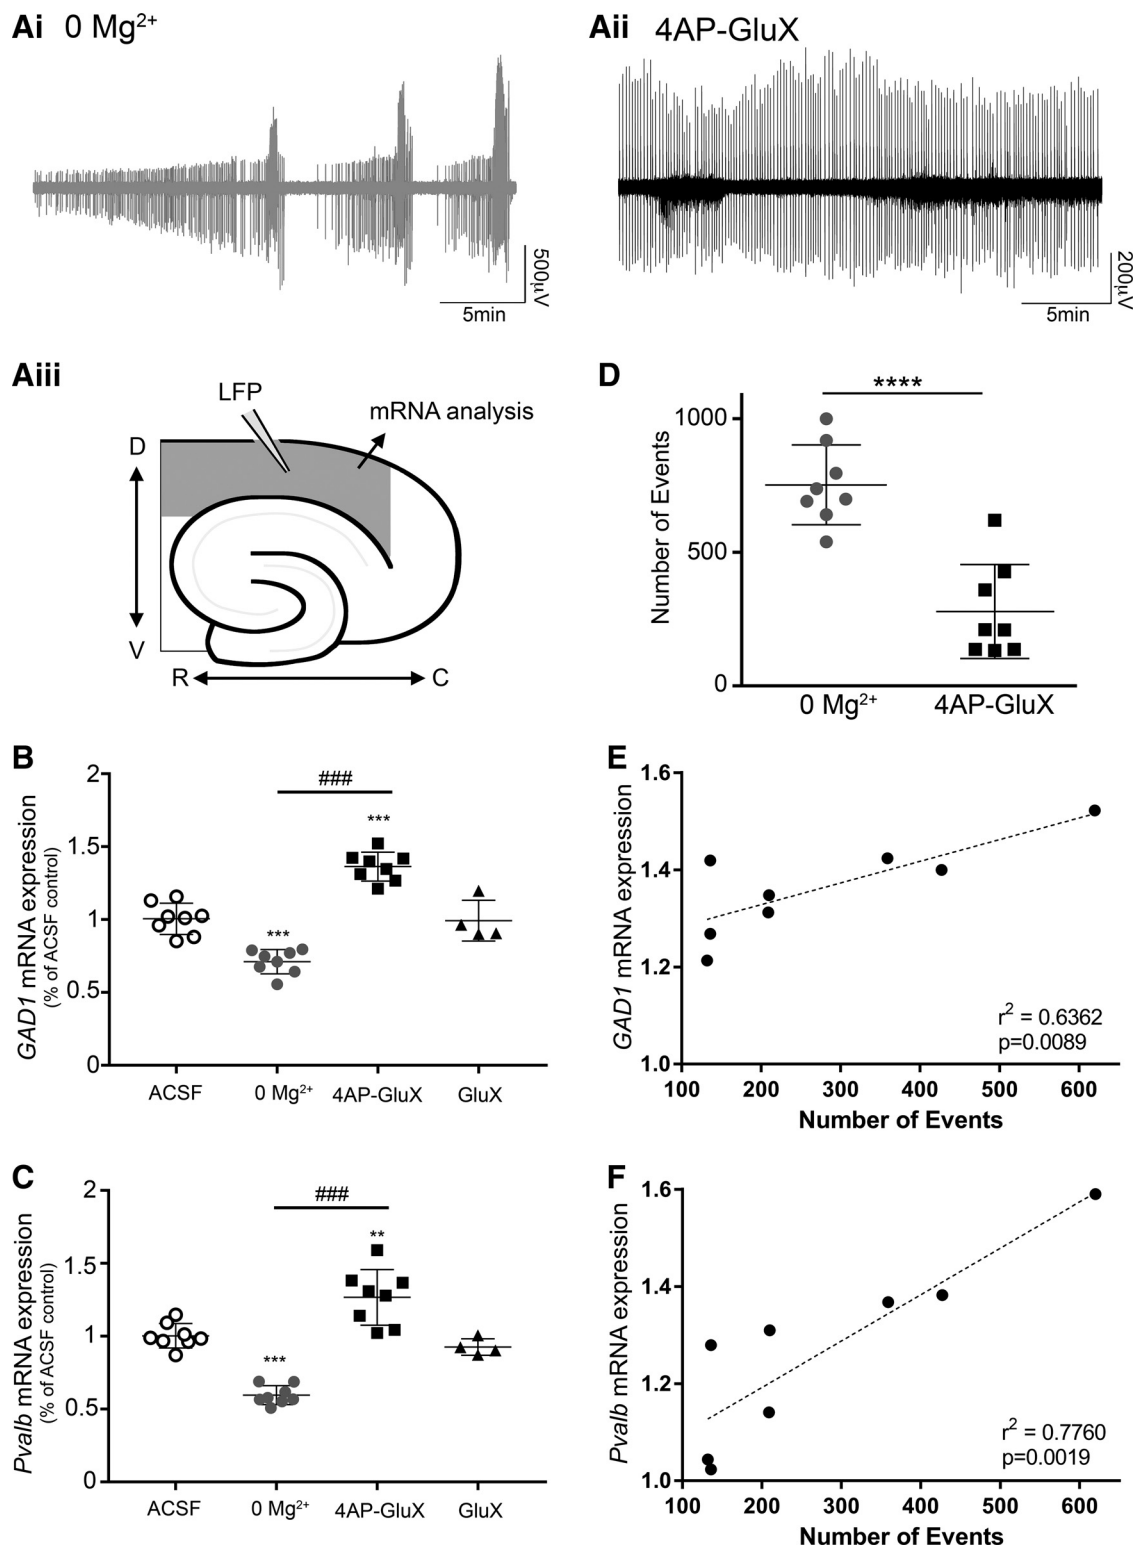 Ai 0 Mg²⁺
Aii 4AP-GluX
500μV
5min
200μV
5min
Aiii
LFP
mRNA analysis
D
V
R
C
D
****
Number of Events
1000
500
0
0 Mg²⁺
4AP-GluX
B
GAD1 mRNA expression
(% of ACSF control)
2
1.5
1
0.5
0
###
***
***
ACSF
0 Mg²⁺
4AP-GluX
GluX
E
GAD1 mRNA expression
1.6
1.4
1.2
1.0
r² = 0.6362
p=0.0089
100
200
300
400
500
600
Number of Events
C
Pvalb mRNA expression
(% of ACSF control)
2
1.5
1
0.5
0
###
**
***
ACSF
0 Mg²⁺
4AP-GluX
GluX
F
Pvalb mRNA expression
1.6
1.4
1.2
1.0
r² = 0.7760
p=0.0019
100
200
300
400
500
600
Number of Events